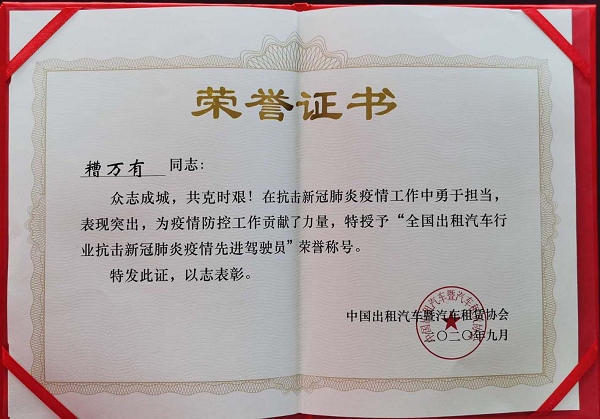 荣誉证书
糟万有 同志：
众志成城，共克时艰！在抗击新冠肺炎疫情工作中勇于担当，
表现突出，为疫情防控工作贡献了力量，特授予“全国出租汽车行
业抗击新冠肺炎疫情先进驾驶员”荣誉称号。
特发此证，以志表彰。
中国出租汽车暨汽车租赁协会
二〇二〇年九月